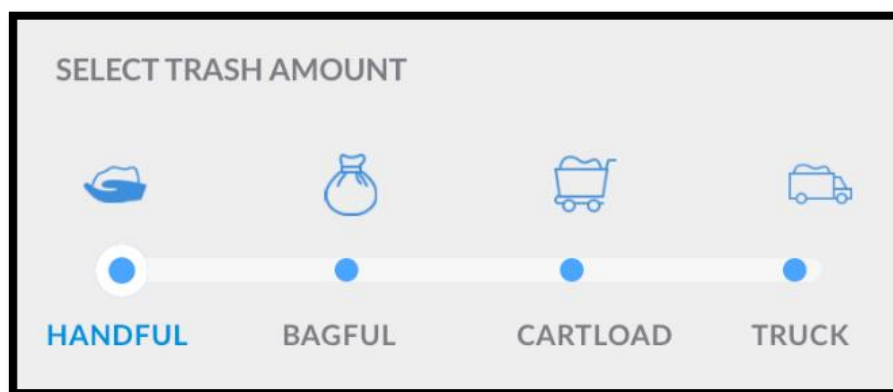 SELECT TRASH AMOUNT
HANDFUL BAGFUL CARTLOAD TRUCK